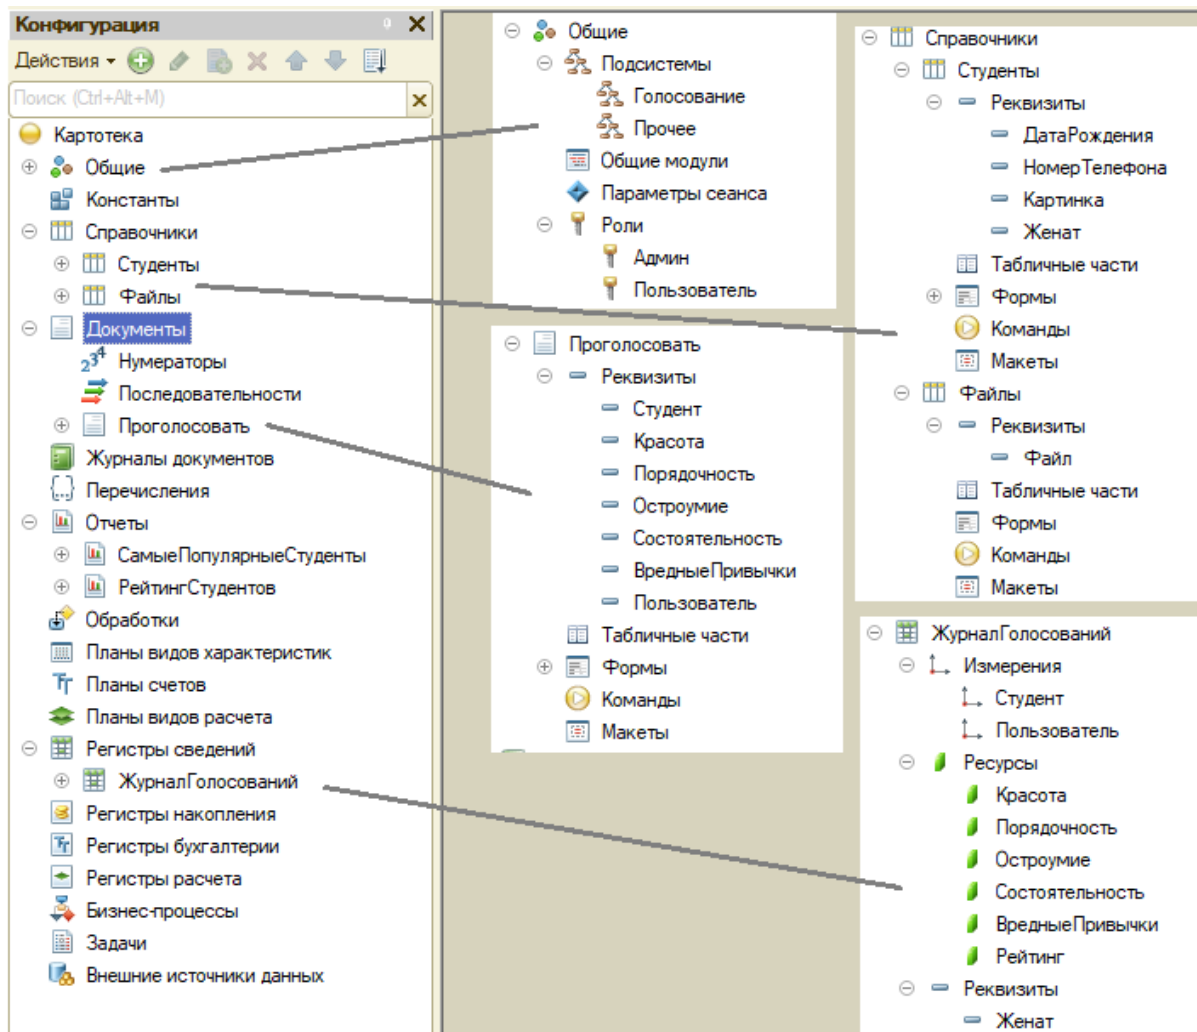 Конфигурация
Действия
Поиск (Ctrl+Alt+M)
Картотека
Общие
Константы
Справочники
Студенты
Файлы
Документы
Нумераторы
Последовательности
Проголосовать
Журналы документов
Перечисления
Отчеты
СамыеПопулярныеСтуденты
РейтингСтудентов
Обработки
Планы видов характеристик
Планы счетов
Планы видов расчета
Регистры сведений
ЖурналГолосований
Регистры накопления
Регистры бухгалтерии
Регистры расчета
Бизнес-процессы
Задачи
Внешние источники данных
Общие
Подсистемы
Голосование
Прочее
Общие модули
Параметры сеанса
Роли
Админ
Пользователь
Проголосовать
Реквизиты
Студент
Красота
Порядочность
Остроумие
Состоятельность
ВредныеПривычки
Пользователь
Табличные части
Формы
Команды
Макеты
Справочники
Студенты
Реквизиты
ДатаРождения
НомерТелефона
Картинка
Женат
Табличные части
Формы
Команды
Макеты
Файлы
Реквизиты
Файл
Табличные части
Формы
Команды
Макеты
ЖурналГолосований
Измерения
Студент
Пользователь
Ресурсы
Красота
Порядочность
Остроумие
Состоятельность
ВредныеПривычки
Рейтинг
Реквизиты
Женат